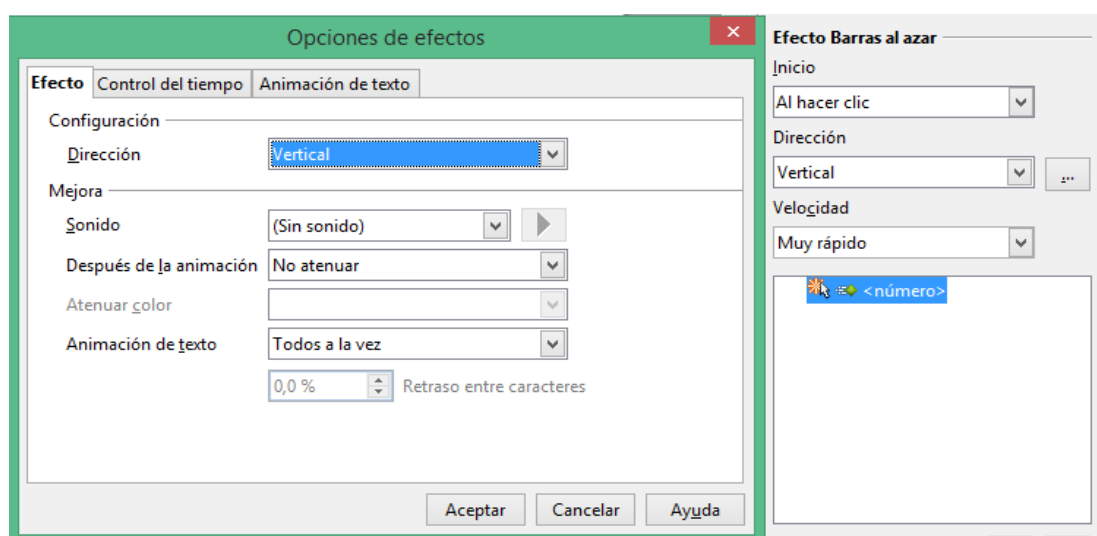 Opciones de efectos
Efecto Control del tiempo Animación de texto
Configuración
Dirección Vertical
Mejora
Sonido (Sin sonido)
Después de la animación No atenuar
Atenuar color
Animación de texto Todos a la vez
0,0 % Retraso entre caracteres
Aceptar Cancelar Ayuda
Efecto Barras al azar
Inicio
Al hacer clic
Dirección
Vertical ...
Velocidad
Muy rápido
<número>